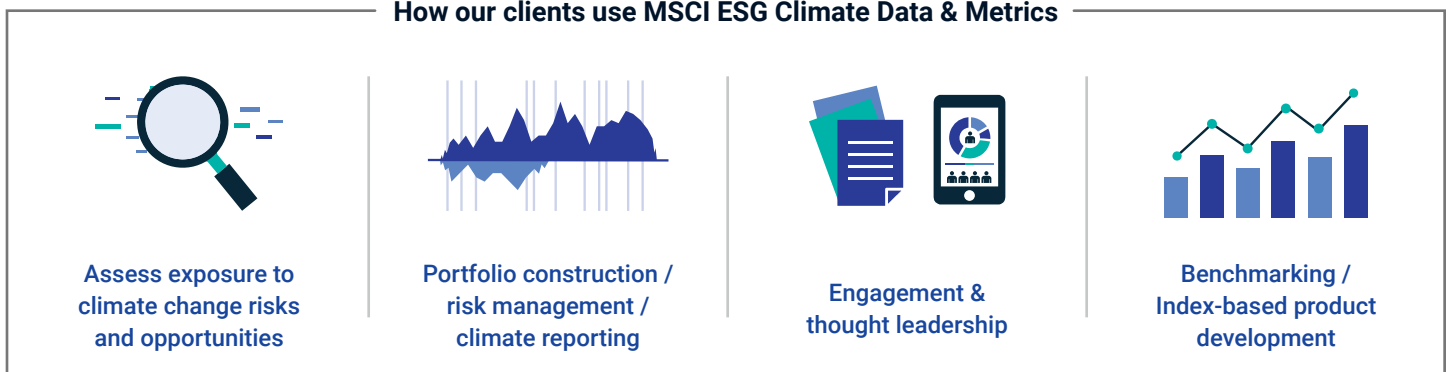 How our clients use MSCI ESG Climate Data & Metrics
Assess exposure to
climate change risks
and opportunities
Portfolio construction /
risk management /
climate reporting
Engagement &
thought leadership
Benchmarking /
Index-based product
development